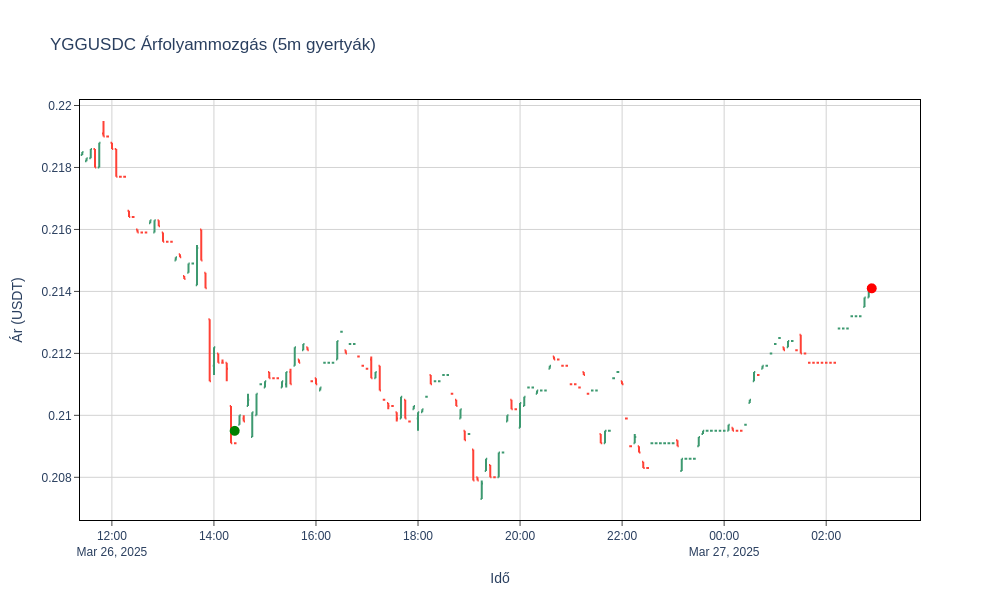 YGGUSDC Árfolyammozgás (5m gyertyák)
0.22
0.218
0.216
0.214
0.212
0.21
0.208
Ár (USDT)
12:00 14:00 16:00 18:00 20:00 22:00 00:00 02:00
Mar 26, 2025 Mar 27, 2025
Idő